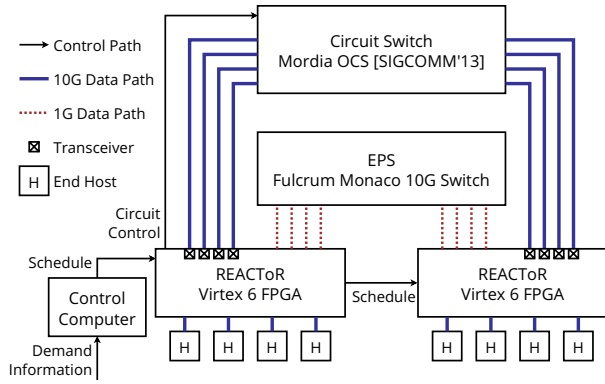 Control Path
10G Data Path
1G Data Path
Transceiver
H
End Host
Circuit Switch
Mordia OCS [SIGCOMM'13]
EPS
Fulcrum Monaco 10G Switch
Circuit
Control
Schedule
Control
Computer
Demand
Information
REACToR
Virtex 6 FPGA
Schedule
REACToR
Virtex 6 FPGA
H
H
H
H
H
H
H
H